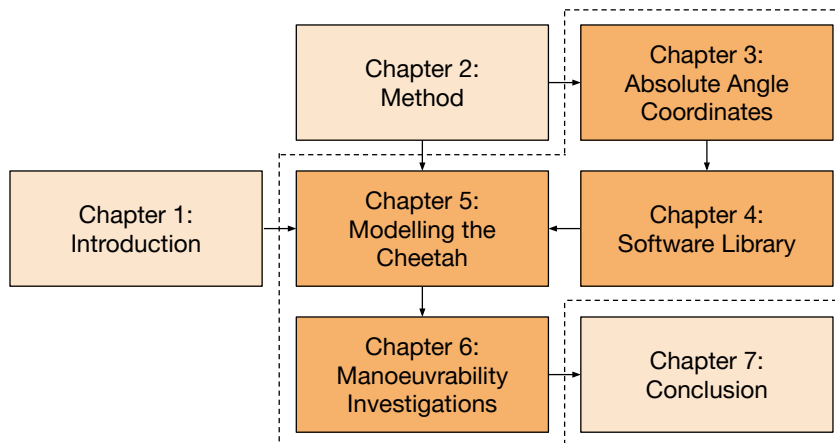 Chapter 2:
Method
Chapter 3:
Absolute Angle
Coordinates
Chapter 1:
Introduction
Chapter 5:
Modelling the
Cheetah
Chapter 4:
Software Library
Chapter 6:
Manoeuvrability
Investigations
Chapter 7:
Conclusion